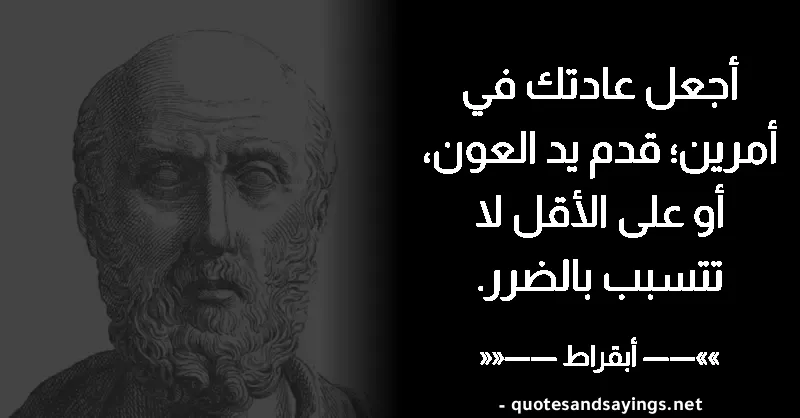 أجعل عادتك في
أمرين؛ قدم يد العون،
أو على الأقل لا
تتسبب بالضرر.
»»—— أبقراط ——««
- quotesandsayings.net